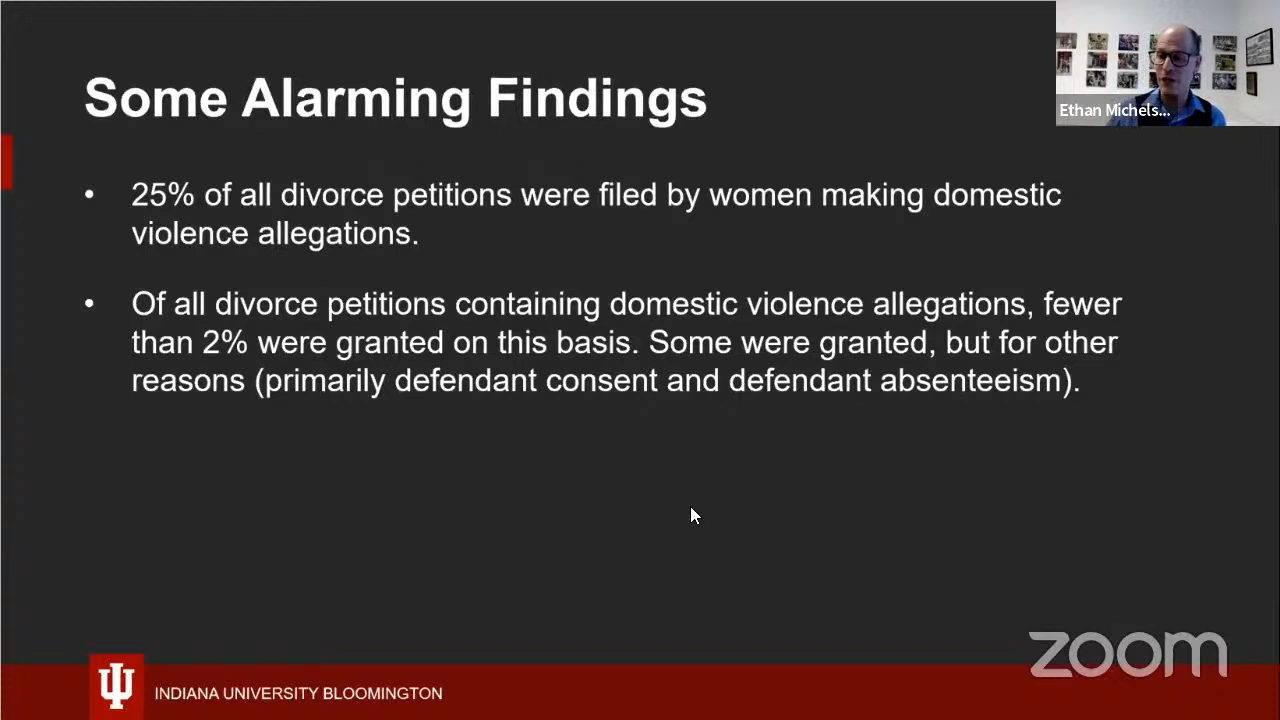 Some Alarming Findings
Ethan Michels...
• 25% of all divorce petitions were filed by women making domestic
violence allegations.
• Of all divorce petitions containing domestic violence allegations, fewer
than 2% were granted on this basis. Some were granted, but for other
reasons (primarily defendant consent and defendant absenteeism).
zoom
INDIANA UNIVERSITY BLOOMINGTON